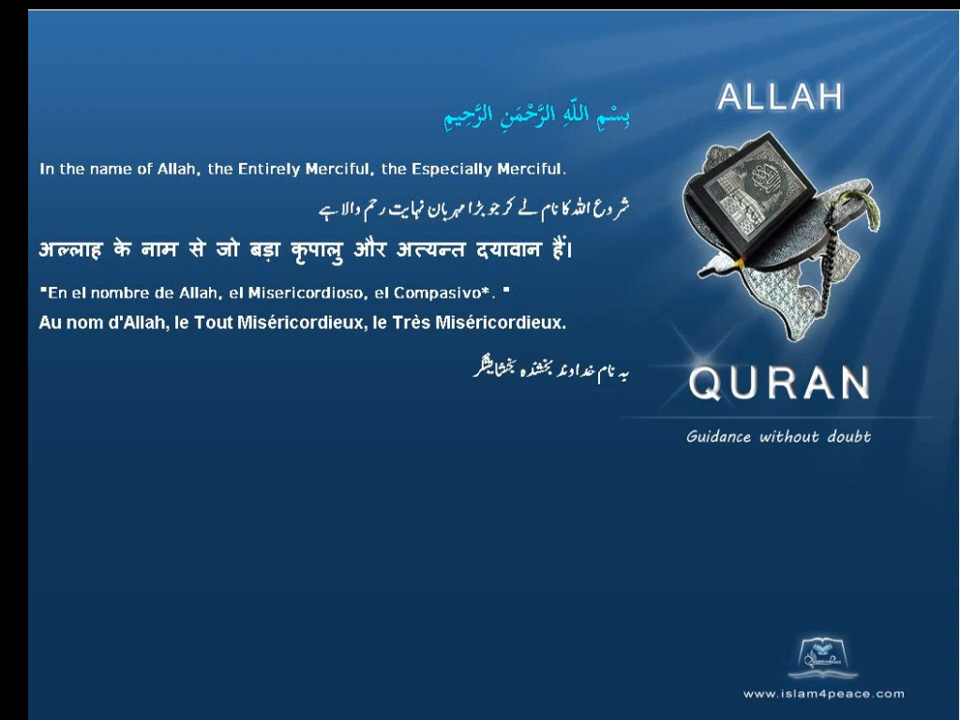 بِسْمِ اللّهِ الرَّحْمَنِ الرَّحِيمِ
In the name of Allah, the Entirely Merciful, the Especially Merciful.
شروع الله کا نام لے کر جو بڑا مہربان نہایت رحم والا ہے
अल्लाह के नाम से जो बड़ा कृपालु और अत्यन्त दयावान हैं।
"En el nombre de Allah, el Misericordioso, el Compasivo*. "
Au nom d'Allah, le Tout Miséricordieux, le Très Miséricordieux.
به نام خداوند بخشنده بخشایشگر
ALLAH
QURAN
Guidance without doubt
www.islam4peace.com